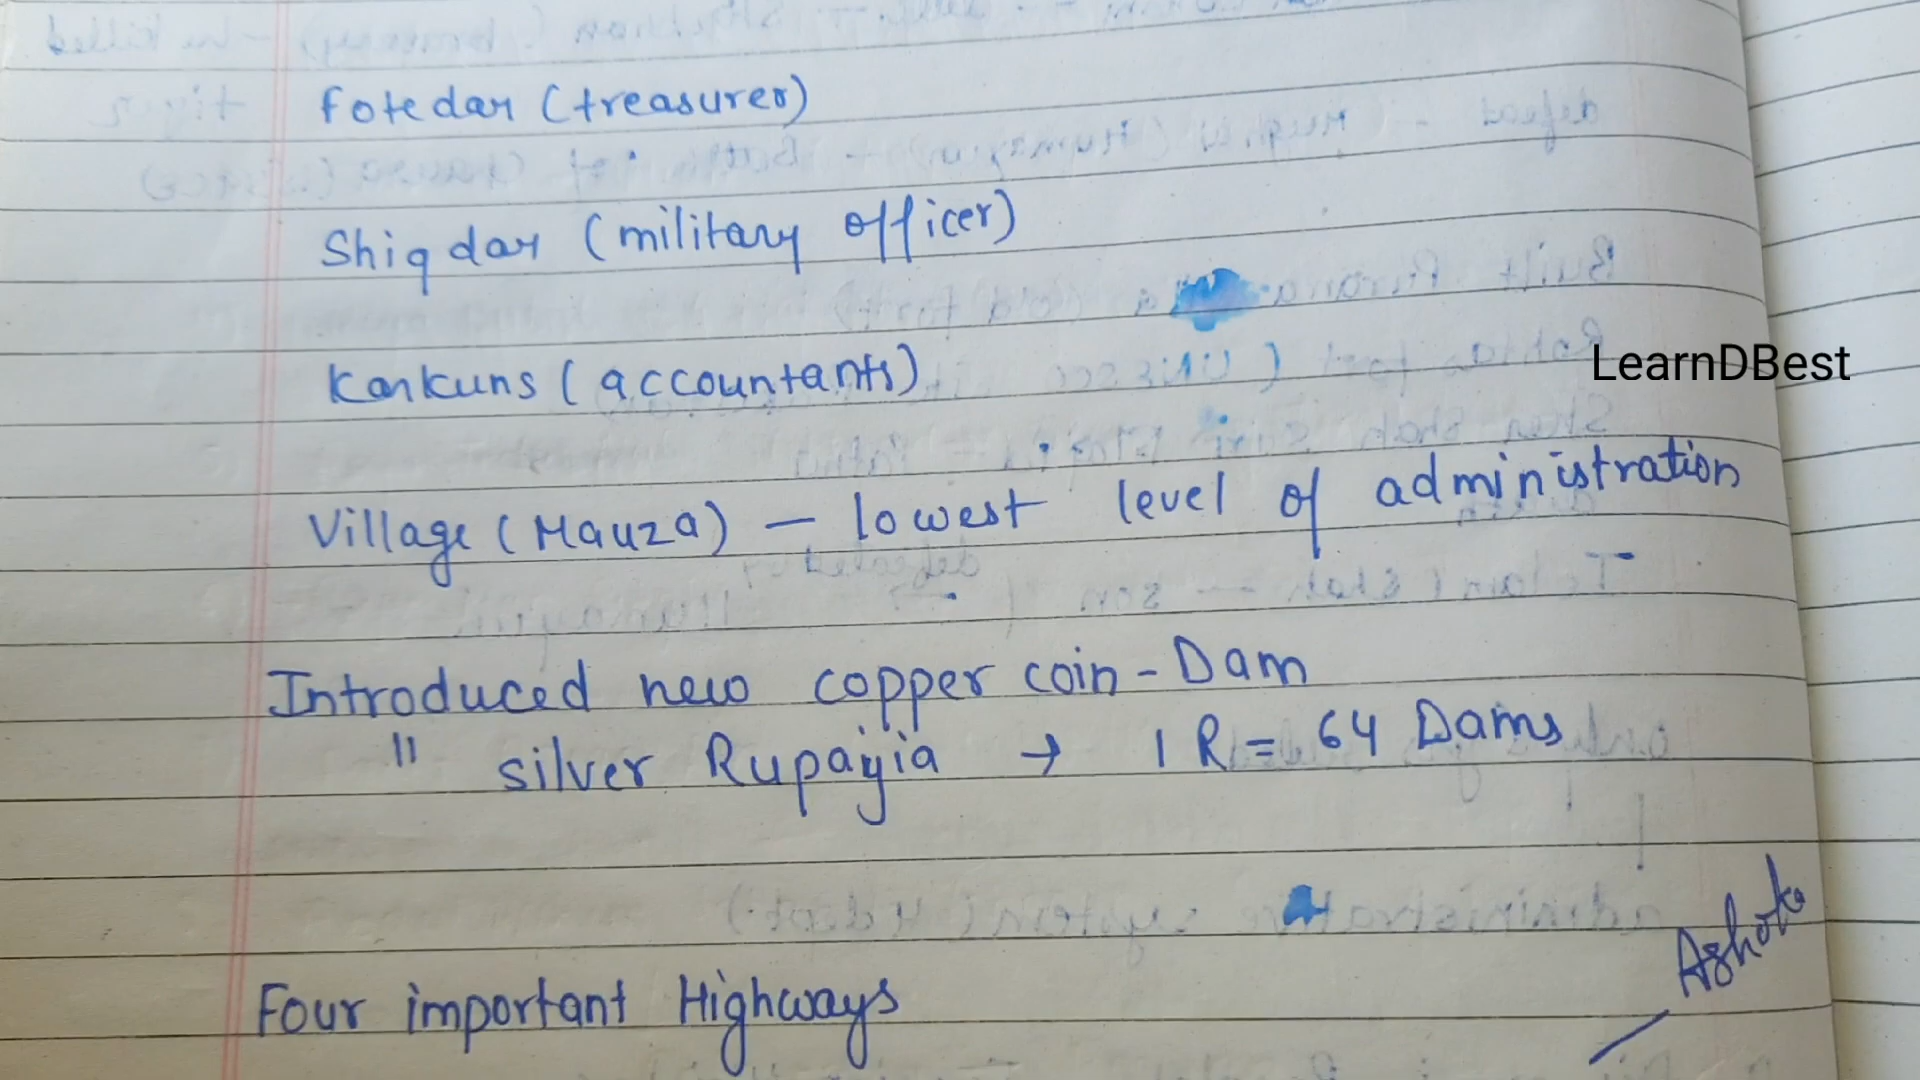 Fotedar (treasurer)
Shiqdar (military officer)
Karkuns (accountants)
LearnDBest
Village (Mauza) — lowest level of administration
Introduced new copper coin - Dam
" silver Rupayia → 1 R = 64 Dams
Ashoka
Four important Highways